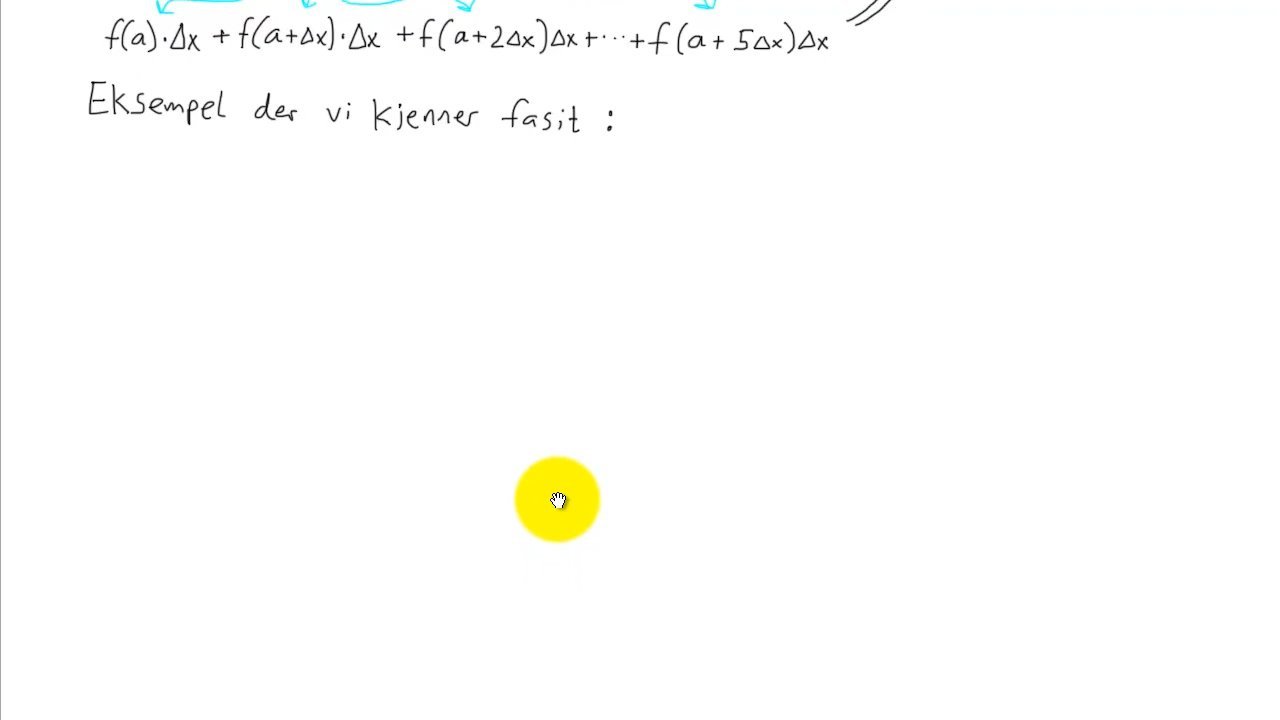 f(a)·Δx + f(a+Δx)·Δx + f(a+2Δx)Δx + ··· + f(a + 5Δx)Δx
Eksempel der vi kjenner fasit :